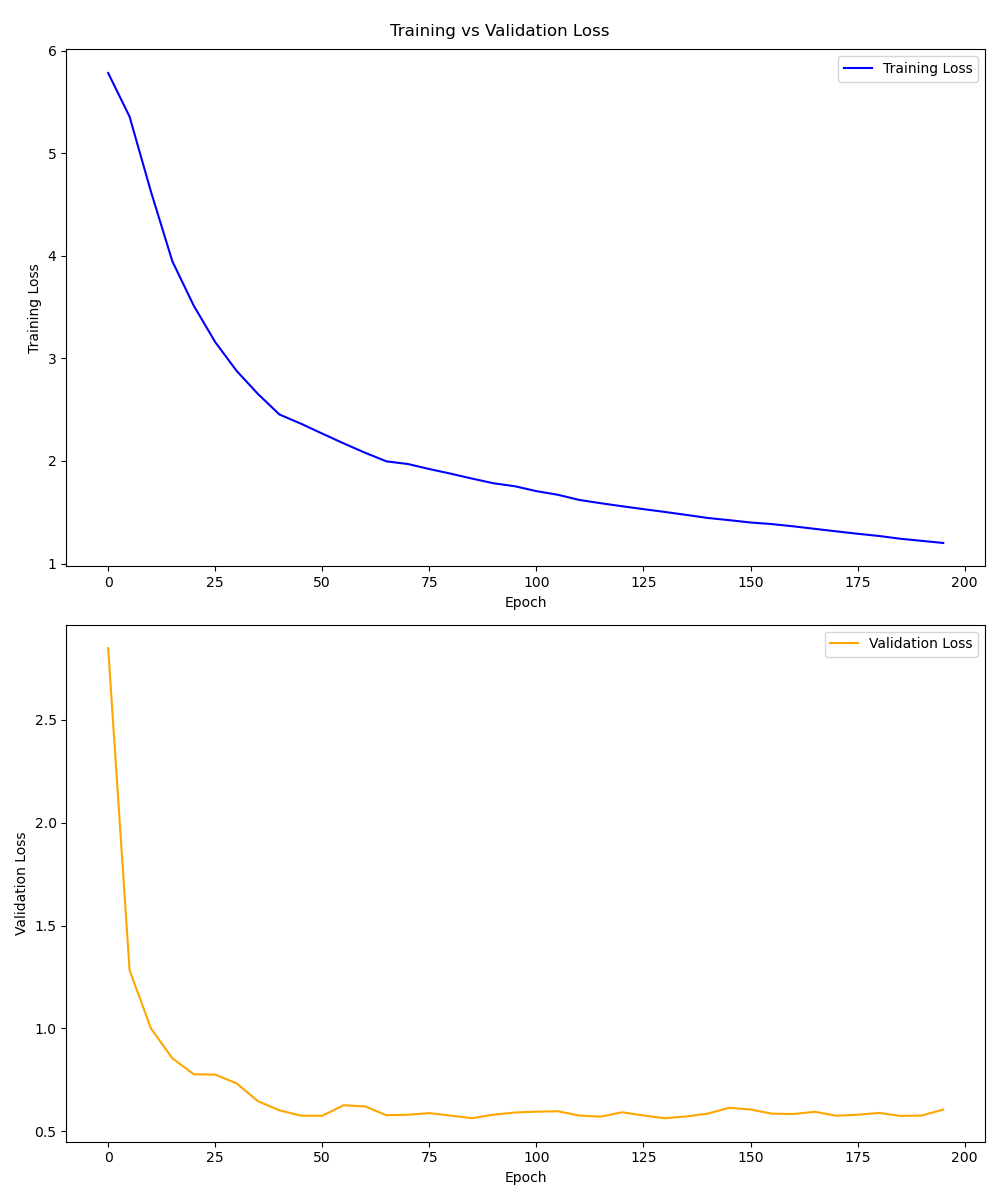 Training vs Validation Loss
6
5
4
3
2
1
Training Loss
Training Loss
0 25 50 75 100 125 150 175 200
Epoch
2.5
2.0
1.5
1.0
0.5
Validation Loss
Validation Loss
0 25 50 75 100 125 150 175 200
Epoch